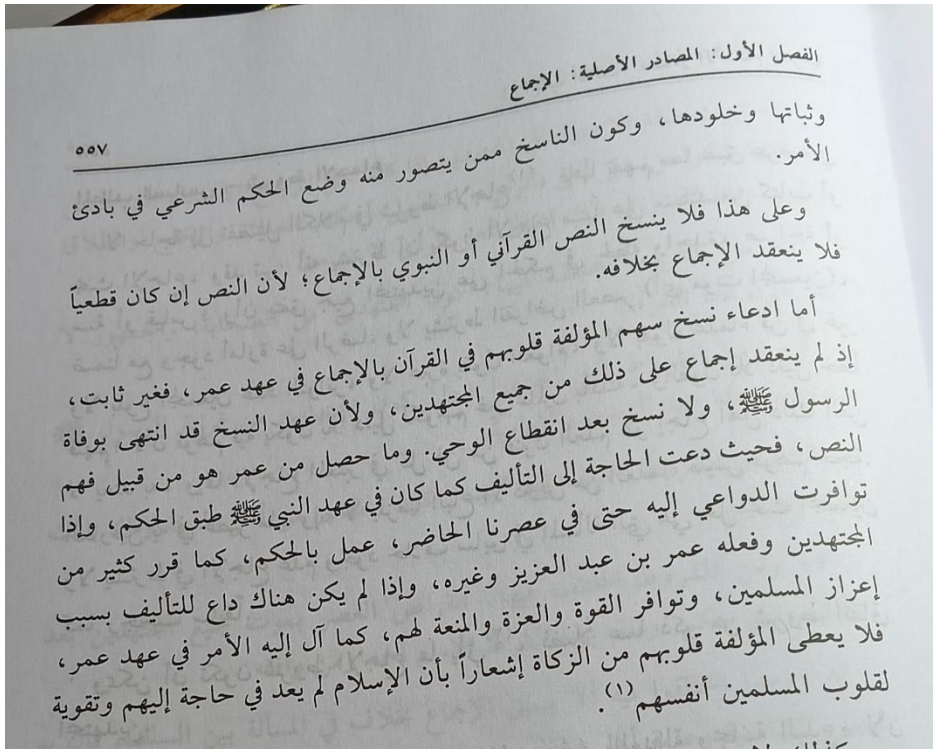 الفصل الأول: المصادر الأصلية: الإجماع
٥٥٧
وثباتها وخلودها، وكون الناسخ ممن يتصور منه وضع الحكم الشرعي في بادئ
الأمر.
وعلى هذا فلا ينسخ النص القرآني أو النبوي بالإجماع؛ لأن النص إن كان قطعياً
فلا ينعقد الإجماع بخلافه.
أما ادعاء نسخ سهم المؤلفة قلوبهم في القرآن بالإجماع في عهد عمر، فغير ثابت،
إذ لم ينعقد إجماع على ذلك من جميع المجتهدين، ولأن عهد النسخ قد انتهى بوفاة
الرسول ﷺ، ولا نسخ بعد انقطاع الوحي. وما حصل من عمر هو من قبيل فهم
النص، فحيث دعت الحاجة إلى التأليف كما كان في عهد النبي ﷺ طبق الحكم، وإذا
توافرت الدواعي إليه حتى في عصرنا الحاضر، عمل بالحكم، كما قرر كثير من
المجتهدين وفعله عمر بن عبد العزيز وغيره، وإذا لم يكن هناك داع للتأليف بسبب
إعزاز المسلمين، وتوافر القوة والعزة والمنعة لهم، كما آل إليه الأمر في عهد عمر،
فلا يعطى المؤلفة قلوبهم من الزكاة إشعاراً بأن الإسلام لم يعد في حاجة إليهم وتقوية
لقلوب المسلمين أنفسهم (١).